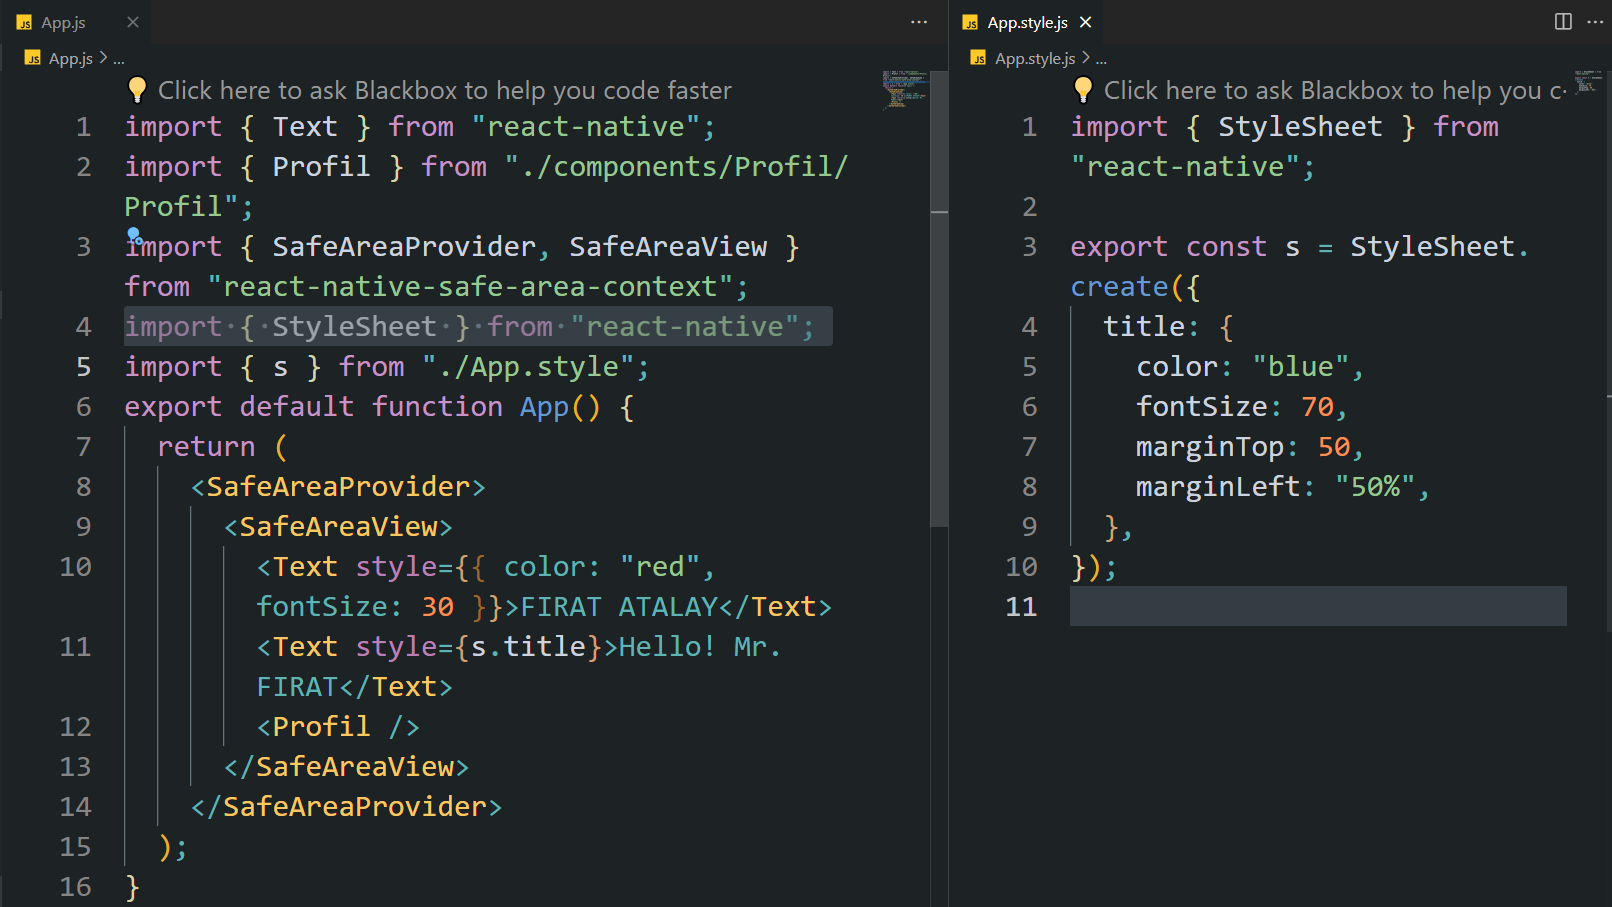 App.js
App.js > ...
Click here to ask Blackbox to help you code faster
1 import { Text } from "react-native";
2 import { Profil } from "./components/Profil/
Profil";
3 import { SafeAreaProvider, SafeAreaView }
from "react-native-safe-area-context";
4 import { StyleSheet } from "react-native";
5 import { s } from "./App.style";
6 export default function App() {
7 return (
8 <SafeAreaProvider>
9 <SafeAreaView>
10 <Text style={{ color: "red",
fontSize: 30 }}>FIRAT ATALAY</Text>
11 <Text style={s.title}>Hello! Mr.
FIRAT</Text>
12 <Profil />
13 </SafeAreaView>
14 </SafeAreaProvider>
15 );
16 }
App.style.js
App.style.js > ...
Click here to ask Blackbox to help you c
1 import { StyleSheet } from
"react-native";
2
3 export const s = StyleSheet.
create({
4 title: {
5 color: "blue",
6 fontSize: 70,
7 marginTop: 50,
8 marginLeft: "50%",
9 },
10 });
11